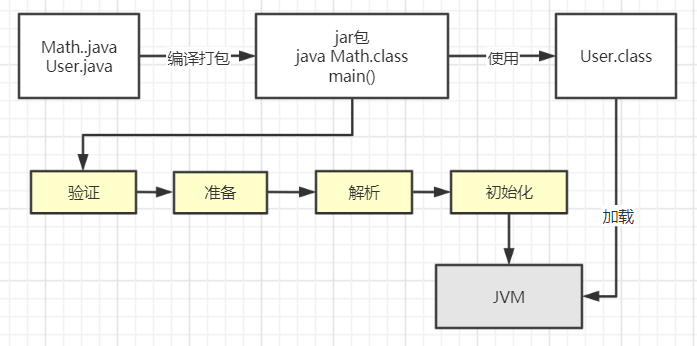 Math..java
User.java
编译打包
jar包
java Math.class
main()
使用
User.class
验证
准备
解析
初始化
加载
JVM